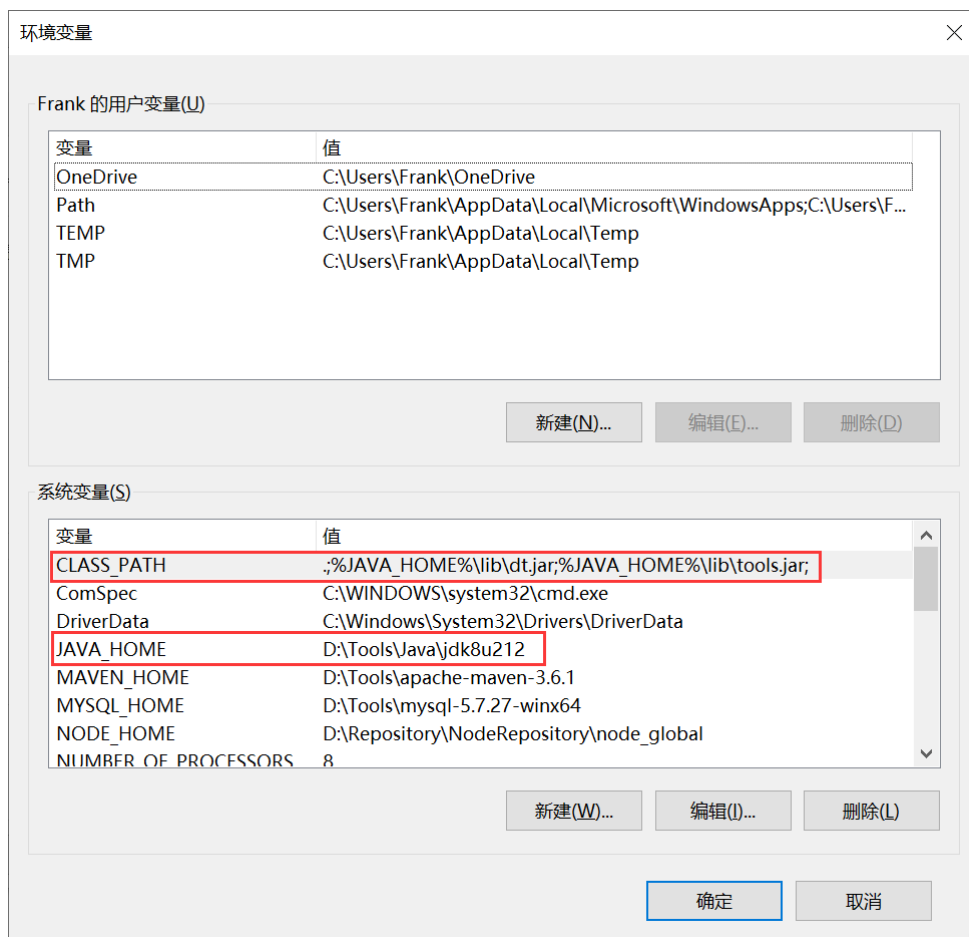 环境变量
Frank 的用户变量(U)
变量 值
OneDrive C:\Users\Frank\OneDrive
Path C:\Users\Frank\AppData\Local\Microsoft\WindowsApps;C:\Users\F...
TEMP C:\Users\Frank\AppData\Local\Temp
TMP C:\Users\Frank\AppData\Local\Temp
新建(N)... 编辑(E)... 删除(D)
系统变量(S)
变量 值
CLASS_PATH .;%JAVA_HOME%\lib\dt.jar;%JAVA_HOME%\lib\tools.jar;
ComSpec C:\WINDOWS\system32\cmd.exe
DriverData C:\Windows\System32\Drivers\DriverData
JAVA_HOME D:\Tools\Java\jdk8u212
MAVEN_HOME D:\Tools\apache-maven-3.6.1
MYSQL_HOME D:\Tools\mysql-5.7.27-winx64
NODE_HOME D:\Repository\NodeRepository\node_global
NUMBER_OF_PROCESSORS 8
新建(W)... 编辑(I)... 删除(L)
确定 取消